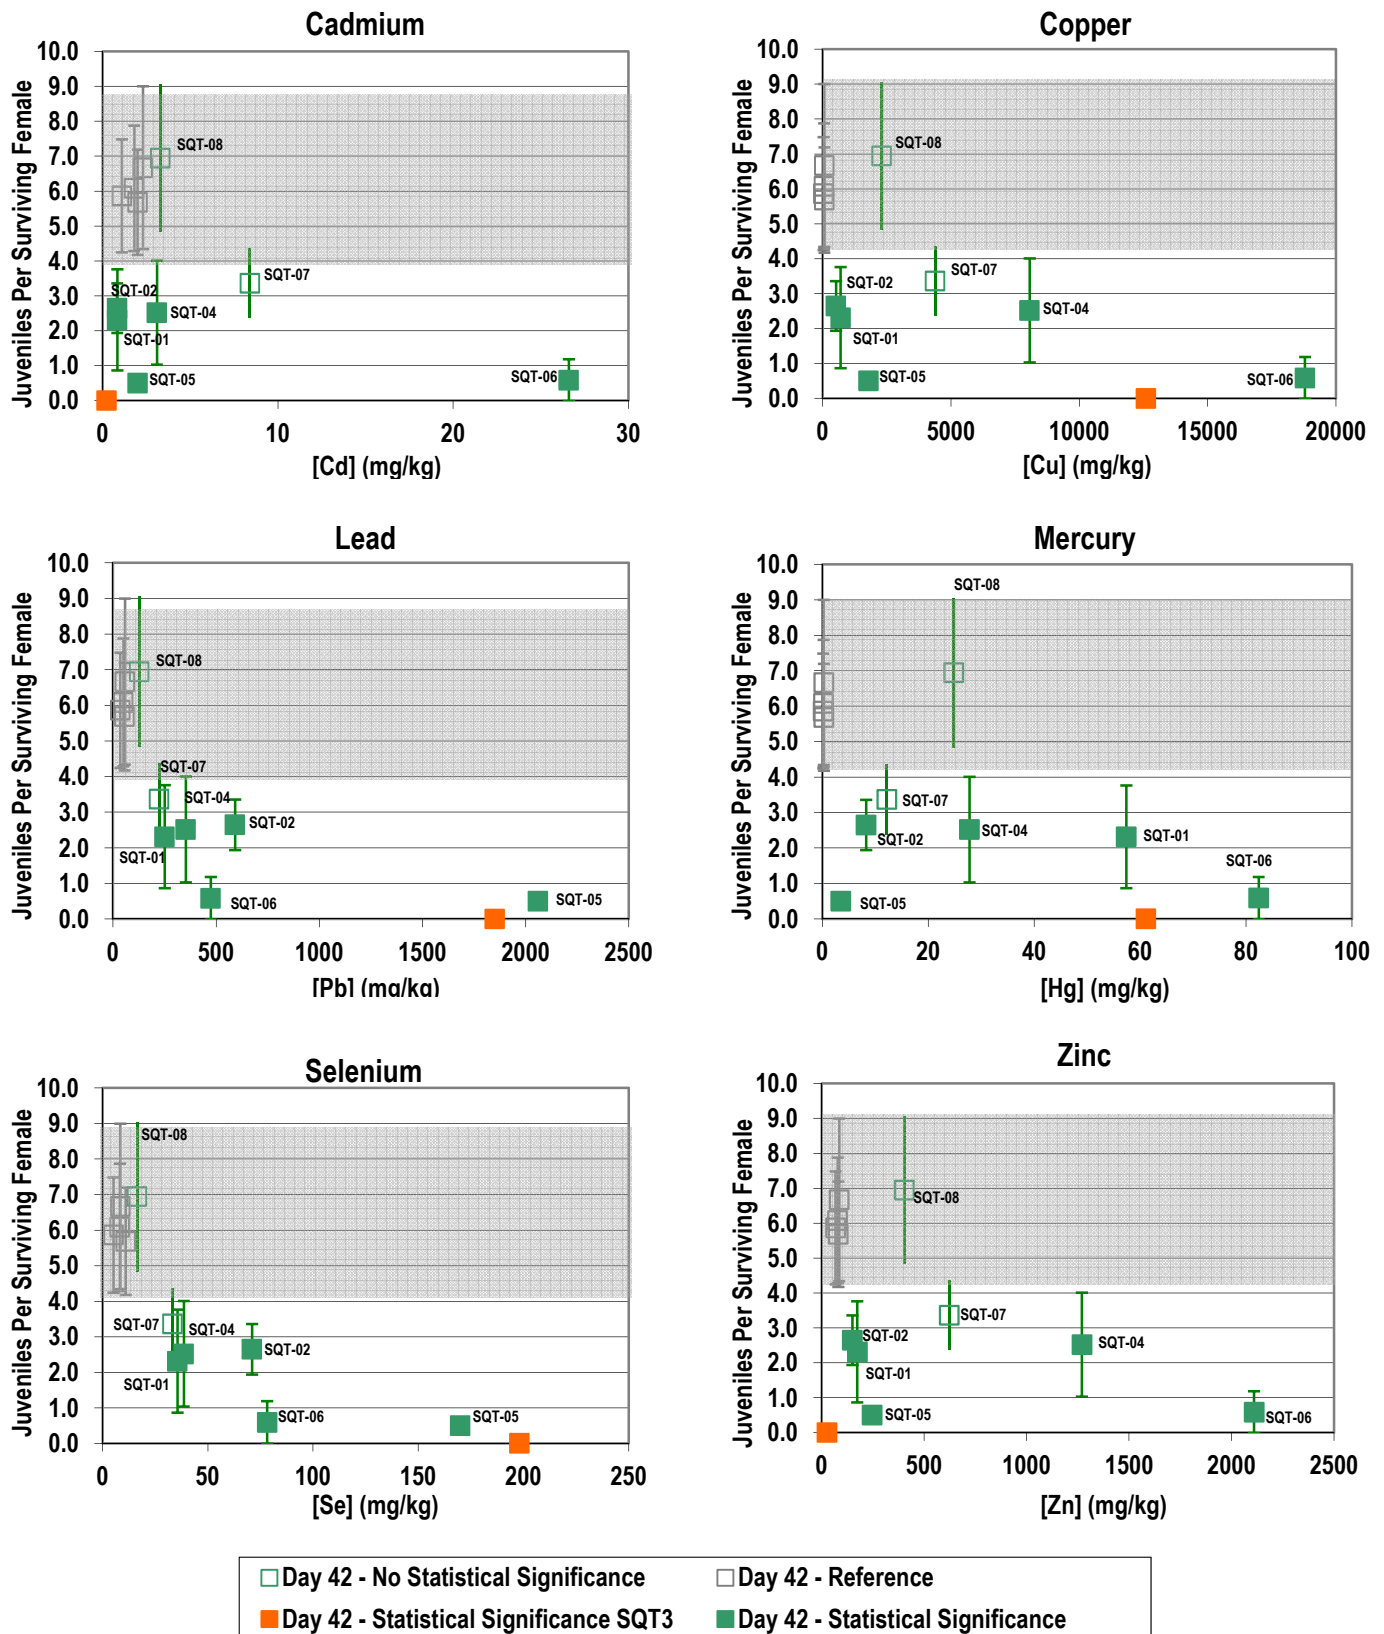 Cadmium
Juveniles Per Surviving Female
10.0
9.0
8.0
7.0
6.0
5.0
4.0
3.0
2.0
1.0
0.0
SQT-08
SQT-07
SQT-02
SQT-04
SQT-01
SQT-05
SQT-06
0
10
20
30
[Cd] (mg/kg)
Copper
Juveniles Per Surviving Female
10.0
9.0
8.0
7.0
6.0
5.0
4.0
3.0
2.0
1.0
0.0
SQT-08
SQT-07
SQT-02
SQT-04
SQT-01
SQT-05
SQT-06
0
5000
10000
15000
20000
[Cu] (mg/kg)
Lead
Juveniles Per Surviving Female
10.0
9.0
8.0
7.0
6.0
5.0
4.0
3.0
2.0
1.0
0.0
SQT-08
SQT-07
SQT-04
SQT-02
SQT-01
SQT-06
SQT-05
0
500
1000
1500
2000
2500
[Pb] (mg/kg)
Mercury
Juveniles Per Surviving Female
10.0
9.0
8.0
7.0
6.0
5.0
4.0
3.0
2.0
1.0
0.0
SQT-08
SQT-07
SQT-02
SQT-04
SQT-01
SQT-06
SQT-05
0
20
40
60
80
100
[Hg] (mg/kg)
Selenium
Juveniles Per Surviving Female
10.0
9.0
8.0
7.0
6.0
5.0
4.0
3.0
2.0
1.0
0.0
SQT-08
SQT-07
SQT-04
SQT-02
SQT-01
SQT-06
SQT-05
0
50
100
150
200
250
[Se] (mg/kg)
Zinc
Juveniles Per Surviving Female
10.0
9.0
8.0
7.0
6.0
5.0
4.0
3.0
2.0
1.0
0.0
SQT-08
SQT-07
SQT-02
SQT-04
SQT-01
SQT-05
SQT-06
0
500
1000
1500
2000
2500
[Zn] (mg/kg)
Day 42 - No Statistical Significance
Day 42 - Reference
Day 42 - Statistical Significance SQT3
Day 42 - Statistical Significance